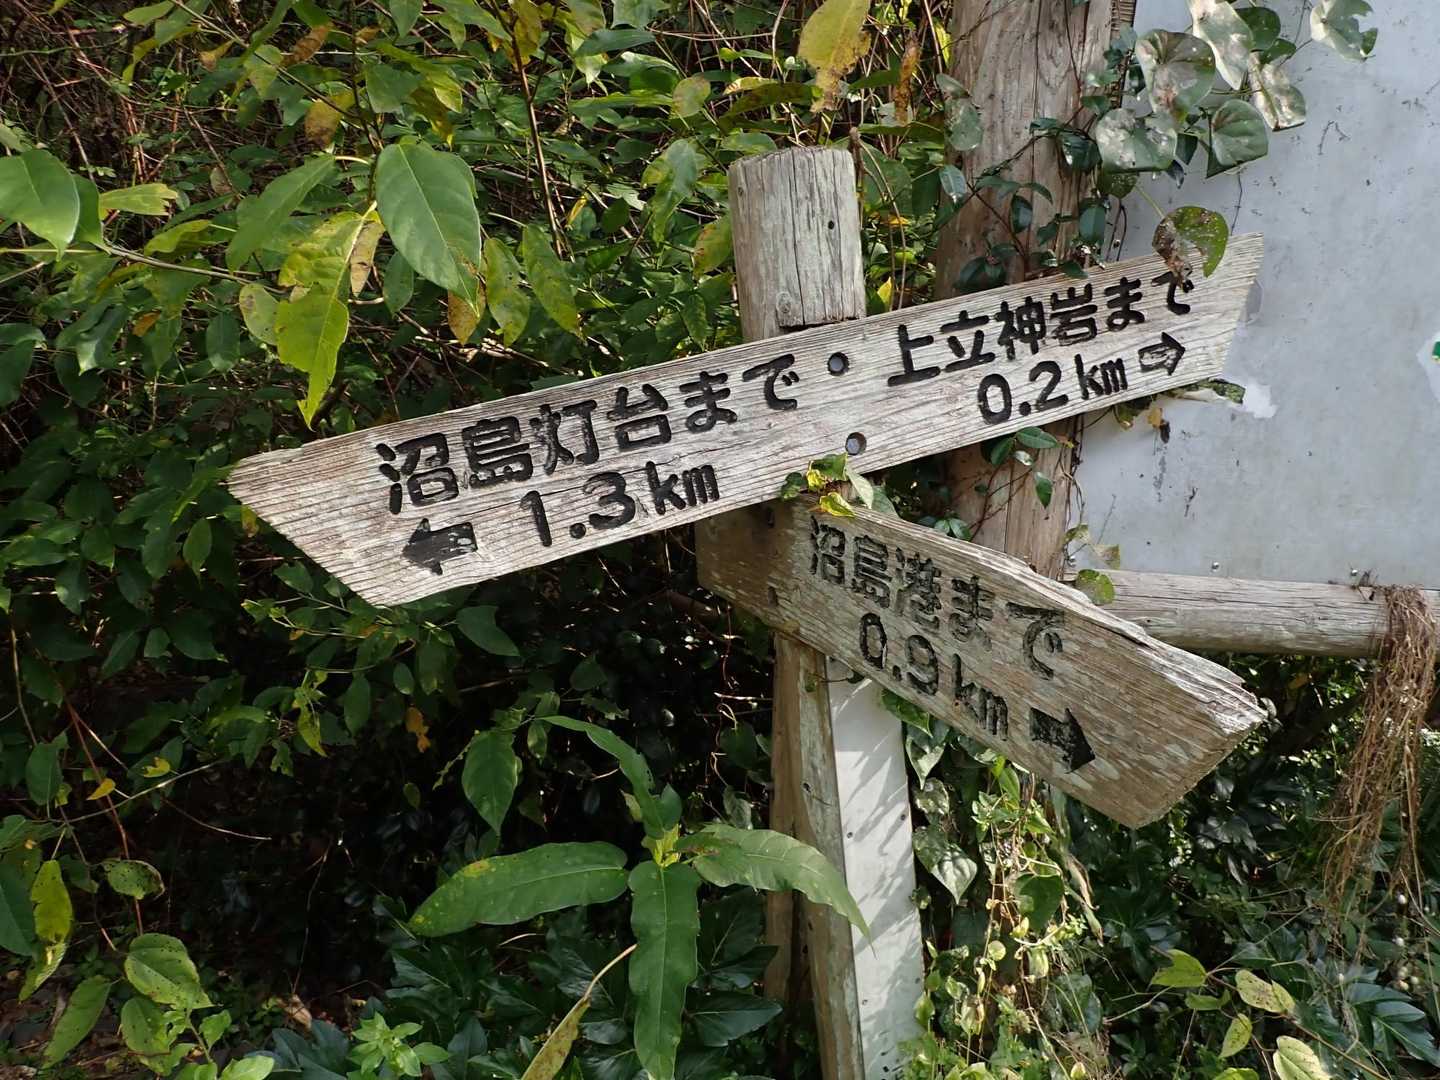 沼島灯台まで・上立神岩まで
← 1.3km 0.2km ⇨
沼島港まで
0.9km →